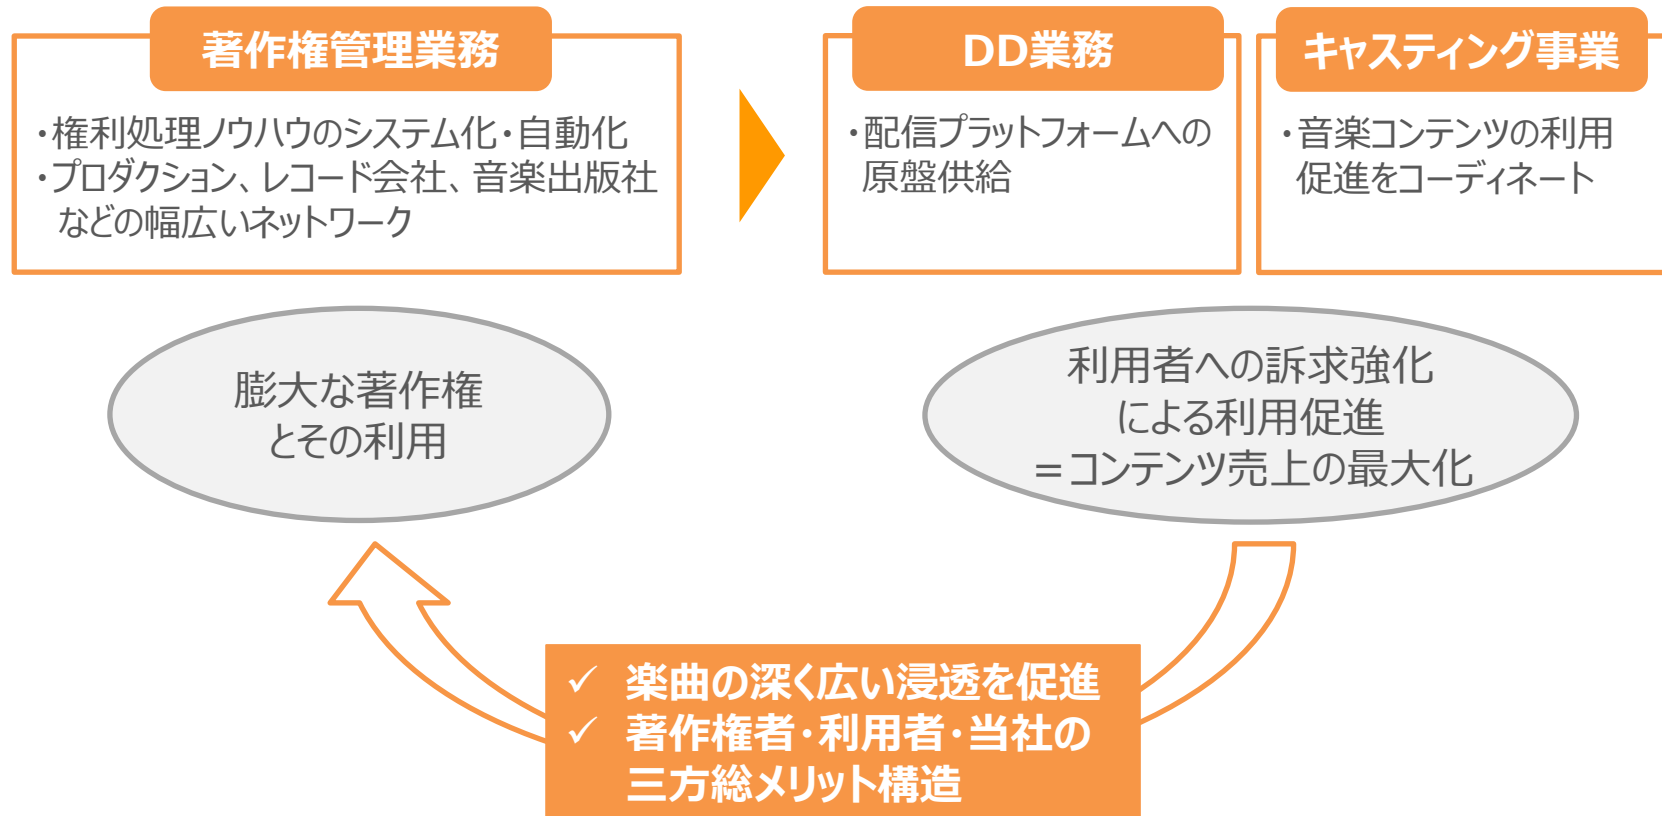 著作権管理業務
・権利処理ノウハウのシステム化・自動化
・プロダクション、レコード会社、音楽出版社
などの幅広いネットワーク
DD業務
・配信プラットフォームへの
原盤供給
キャスティング事業
・音楽コンテンツの利用
促進をコーディネート
膨大な著作権
とその利用
利用者への訴求強化
による利用促進
＝コンテンツ売上の最大化
✓ 楽曲の深く広い浸透を促進
✓ 著作権者・利用者・当社の
三方総メリット構造